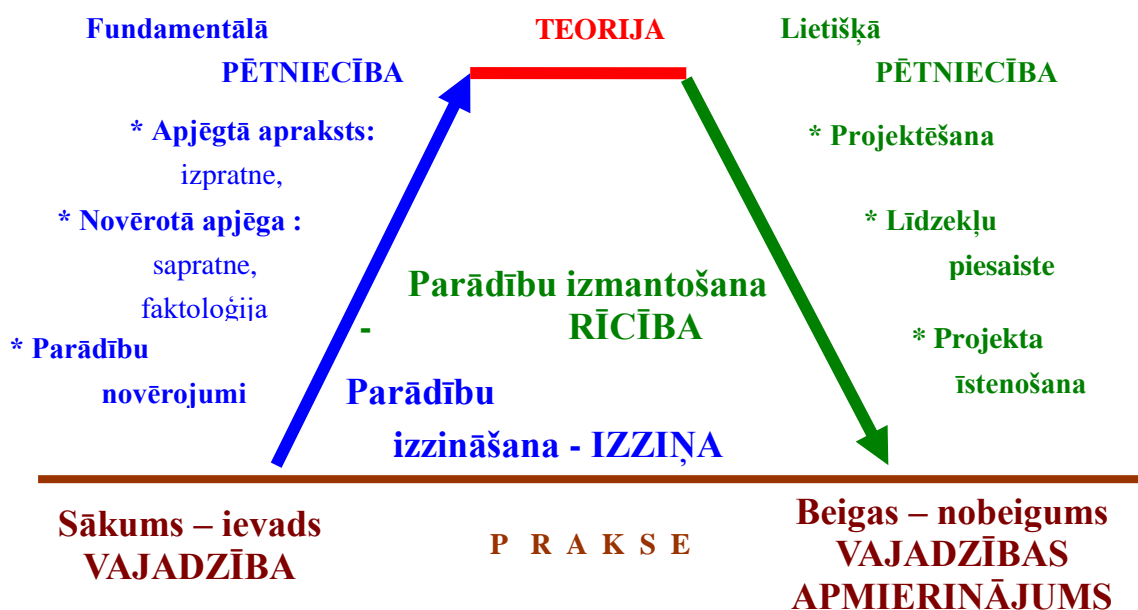 Fundamentālā
PĒTNIECĪBA
* Apjēgtā apraksts:
izpratne,
* Novērotā apjēga :
sapratne,
faktoloģija
* Parādību
novērojumi
TEORIJA
Lietišķā
PĒTNIECĪBA
* Projektēšana
* Līdzekļu
piesaiste
* Projekta
īstenošana
Parādību izmantošana
- RĪCĪBA
Parādību
izzināšana - IZZIŅA
Sākums – ievads
VAJADZĪBA
P R A K S E
Beigas – nobeigums
VAJADZĪBAS
APMIERINĀJUMS